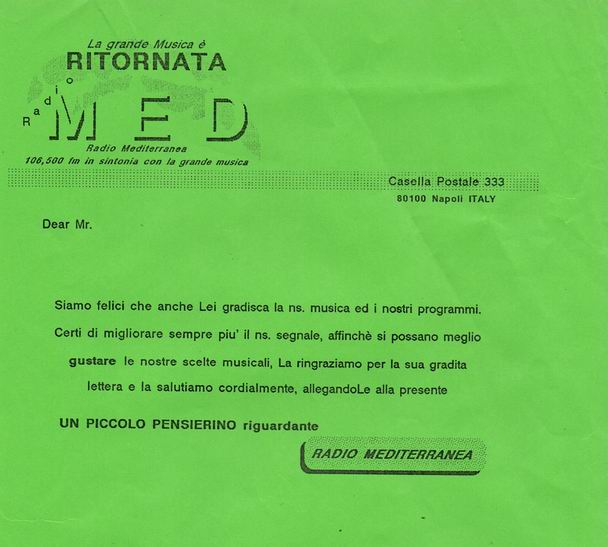 La grande Musica è
RITORNATA
Radio
MED
Radio Mediterranea
106,500 fm in sintonia con la grande musica
Casella Postale 333
80100 Napoli ITALY
Dear Mr.
Siamo felici che anche Lei gradisca la ns. musica ed i nostri programmi.
Certi di migliorare sempre piu' il ns. segnale, affinchè si possano meglio
gustare le nostre scelte musicali, La ringraziamo per la sua gradita
lettera e la salutiamo cordialmente, allegandoLe alla presente
UN PICCOLO PENSIERINO riguardante
RADIO MEDITERRANEA